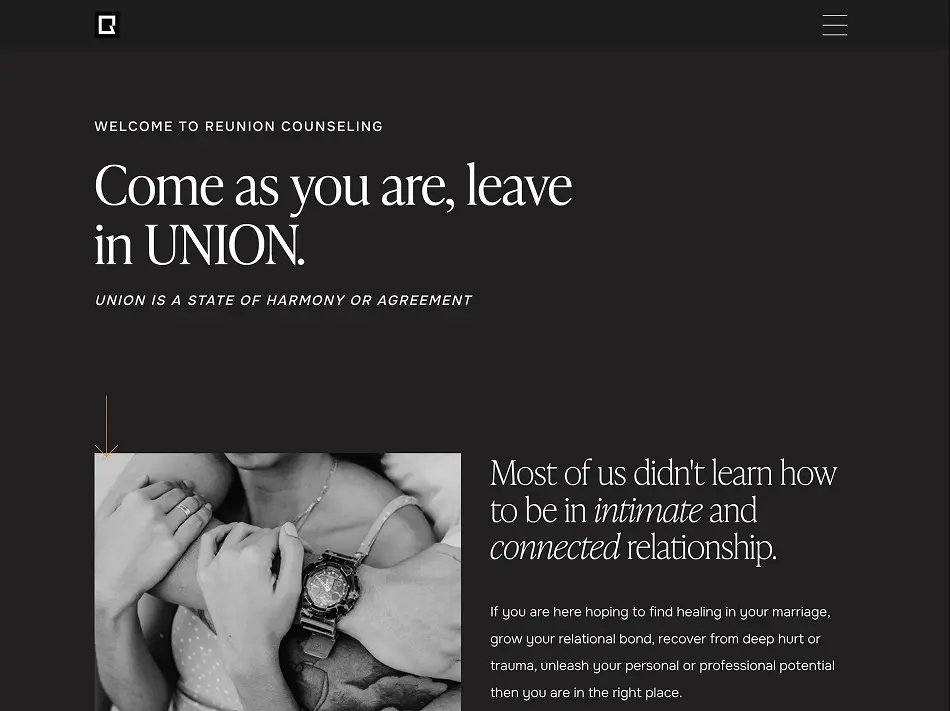 WELCOME TO REUNION COUNSELING
Come as you are, leave
in UNION.
UNION IS A STATE OF HARMONY OR AGREEMENT
Most of us didn't learn how
to be in intimate and
connected relationship.
If you are here hoping to find healing in your marriage,
grow your relational bond, recover from deep hurt or
trauma, unleash your personal or professional potential
then you are in the right place.